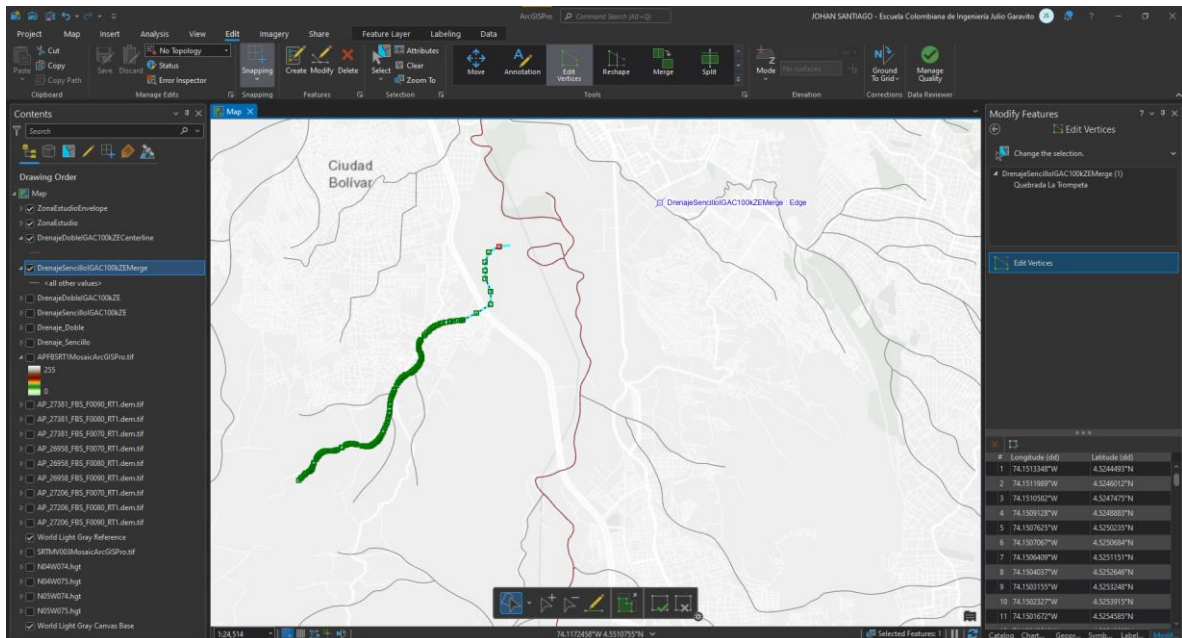 ArcGISPro
Command Search (Alt+Q)
JOHAN SANTIAGO - Escuela Colombiana de Ingeniería Julio Garavito
Project Map Insert Analysis View Edit Imagery Share Feature Layer Labeling Data
Paste
Cut
Copy
Copy Path
Clipboard
Save Discard
No Topology
Status
Error Inspector
Manage Edits
Snapping
Snapping
Create Modify Delete
Features
Select
Attributes
Clear
Zoom To
Selection
Move Annotation Edit Vertices Reshape Merge Split
Tools
Mode
No surfaces
Elevation
Ground To Grid
Corrections
Manage Quality
Data Reviewer
Contents
Search
Drawing Order
Map
ZonaEstudioEnvelope
ZonaEstudio
DrenajeDobleIGAC100kZECenterline
DrenajeSencilloIGAC100kZEMerge
<all other values>
DrenajeDobleIGAC100kZE
DrenajeSencilloIGAC100kZE
Drenaje_Doble
Drenaje_Sencillo
APFBSRT1MosaicArcGISPro.tif
255
0
AP_27381_FBS_F0090_RT1.dem.tif
AP_27381_FBS_F0080_RT1.dem.tif
AP_27381_FBS_F0070_RT1.dem.tif
AP_26958_FBS_F0070_RT1.dem.tif
AP_26958_FBS_F0080_RT1.dem.tif
AP_26958_FBS_F0090_RT1.dem.tif
AP_27206_FBS_F0070_RT1.dem.tif
AP_27206_FBS_F0080_RT1.dem.tif
AP_27206_FBS_F0090_RT1.dem.tif
World Light Gray Reference
SRTMV003MosaicArcGISPro.tif
N04W074.hgt
N04W075.hgt
N05W074.hgt
N05W075.hgt
World Light Gray Canvas Base
Map
Ciudad
Bolívar
DrenajeSencilloIGAC100kZEMerge : Edge
1:24,514
74.1172458°W 4.5510755°N
Selected Features: 1
Modify Features
Edit Vertices
Change the selection.
DrenajeSencilloIGAC100kZEMerge (1)
Quebrada La Trompeta
Edit Vertices
# Longitude (dd) Latitude (dd)
1 74.1513348°W 4.5244493°N
2 74.1511989°W 4.5246012°N
3 74.1510582°W 4.5247475°N
4 74.1509128°W 4.5248883°N
5 74.1507625°W 4.5250235°N
6 74.1507067°W 4.5250684°N
7 74.1506409°W 4.5251151°N
8 74.1504037°W 4.5252646°N
9 74.1503155°W 4.5253248°N
10 74.1502327°W 4.5253915°N
11 74.1501672°W 4.5254585°N
Catalog Chart... Geopr... Symb... Label... Modif...